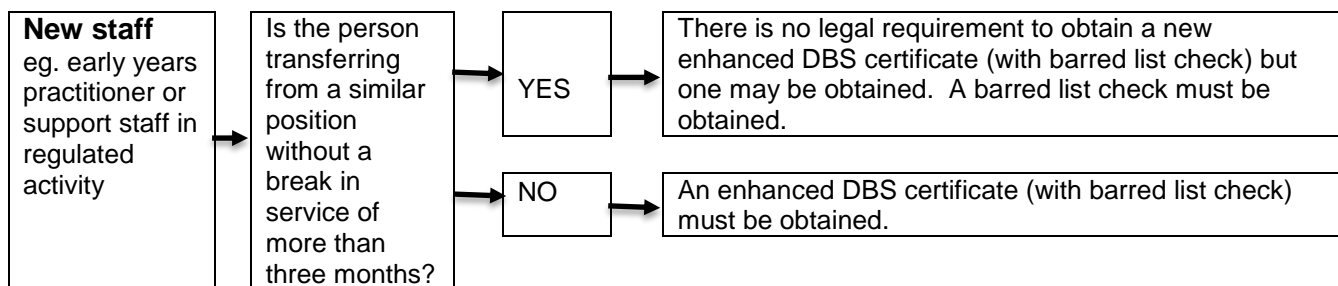 New staff
eg. early years
practitioner or
support staff in
regulated
activity
Is the person
transferring
from a similar
position
without a
break in
service of
more than
three months?
YES
There is no legal requirement to obtain a new
enhanced DBS certificate (with barred list check) but
one may be obtained.  A barred list check must be
obtained.
NO
An enhanced DBS certificate (with barred list check)
must be obtained.